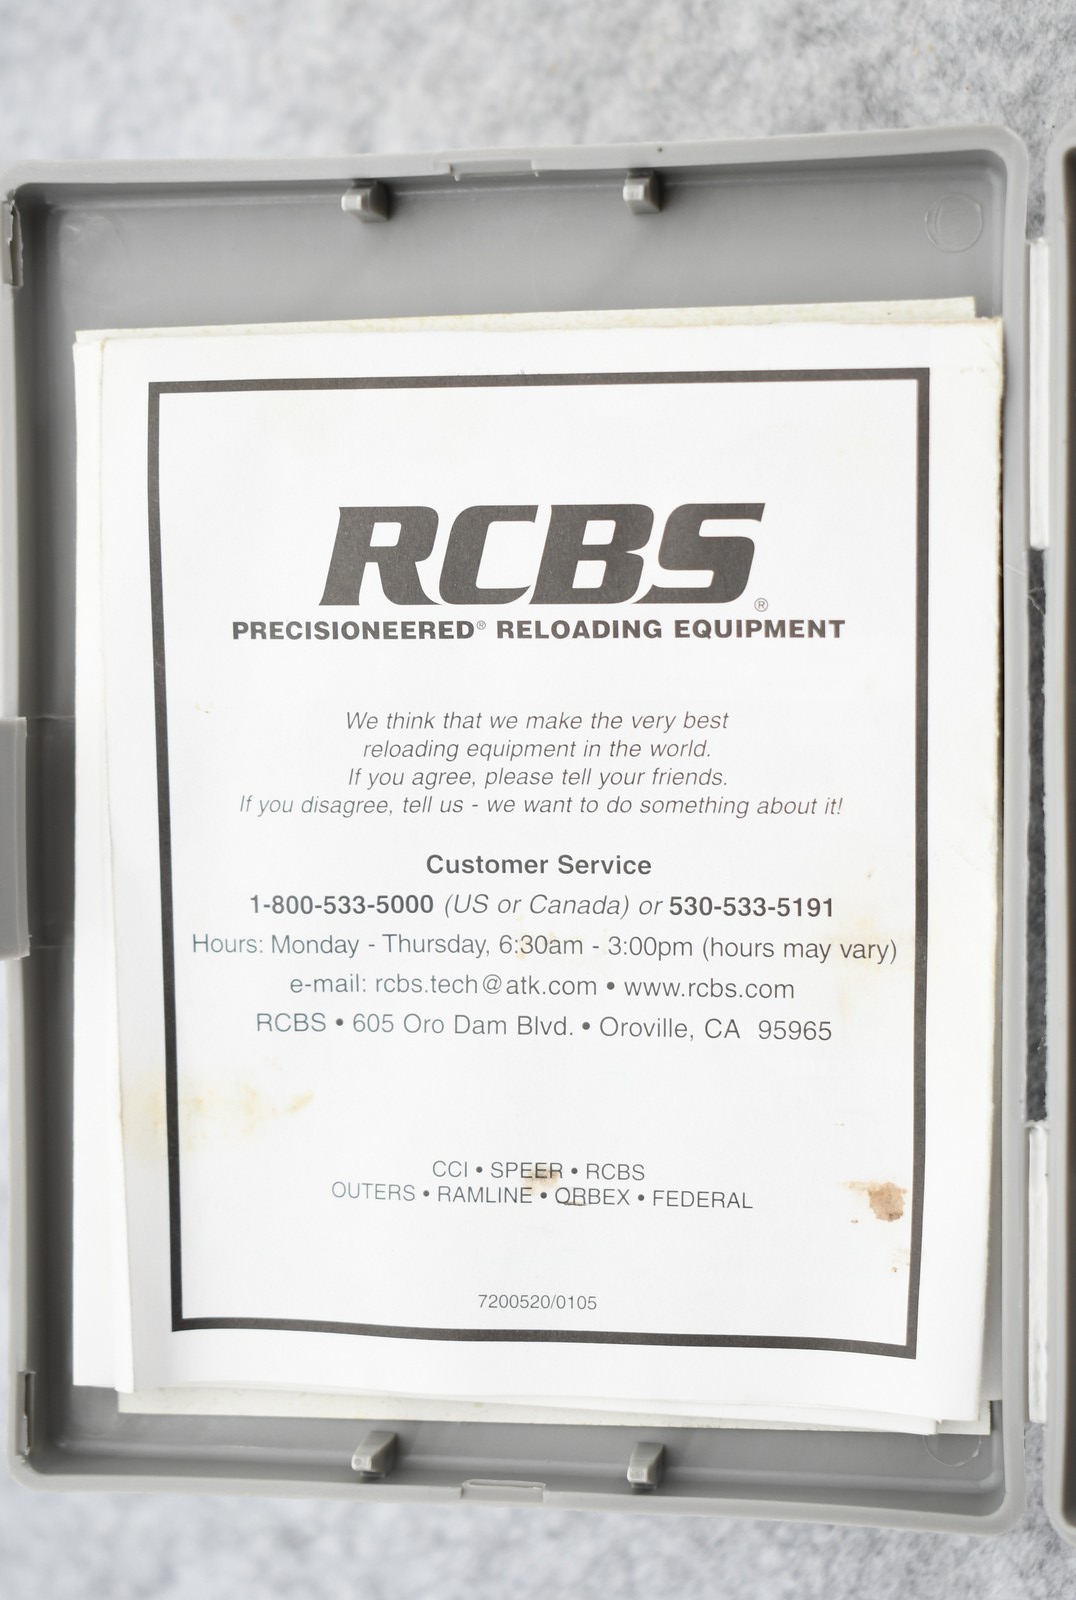 RCBS®
PRECISIONEERED® RELOADING EQUIPMENT
We think that we make the very best
reloading equipment in the world.
If you agree, please tell your friends.
If you disagree, tell us - we want to do something about it!
Customer Service
1-800-533-5000 (US or Canada) or 530-533-5191
Hours: Monday - Thursday, 6:30am - 3:00pm (hours may vary)
e-mail: rcbs.tech@atk.com • www.rcbs.com
RCBS • 605 Oro Dam Blvd. • Oroville, CA 95965
CCI • SPEER • RCBS
OUTERS • RAMLINE • ORBEX • FEDERAL
7200520/0105